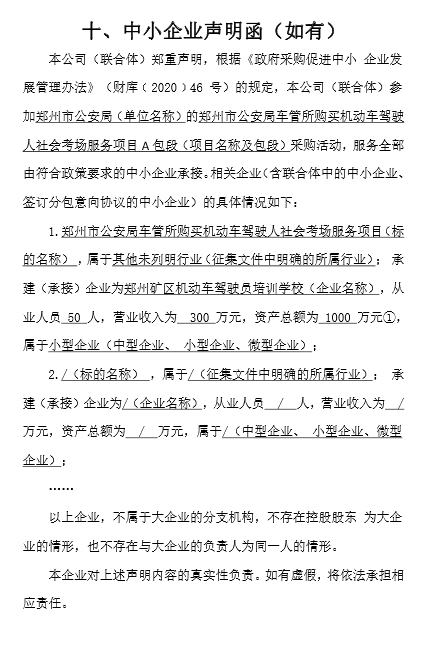 十、中小企业声明函（如有）
本公司（联合体）郑重声明，根据《政府采购促进中小 企业发
展管理办法》（财库﹝2020﹞46 号）的规定，本公司（联合体）参
加郑州市公安局（单位名称）的郑州市公安局车管所购买机动车驾驶
人社会考场服务项目A包段（项目名称及包段）采购活动，服务全部
由符合政策要求的中小企业承接。相关企业（含联合体中的中小企业、
签订分包意向协议的中小企业）的具体情况如下：
1.郑州市公安局车管所购买机动车驾驶人社会考场服务项目（标
的名称），属于其他未列明行业（征集文件中明确的所属行业）； 承
建（承接）企业为郑州矿区机动车驾驶员培训学校（企业名称），从
业人员 50 人，营业收入为 300 万元，资产总额为 1000 万元①，
属于小型企业（中型企业、 小型企业、微型企业）；
2./（标的名称） ，属于/（征集文件中明确的所属行业）； 承
建（承接）企业为/（企业名称），从业人员 / 人，营业收入为 /
万元，资产总额为 / 万元，属于/（中型企业、 小型企业、微型
企业）；
……
以上企业，不属于大企业的分支机构，不存在控股股东 为大企
业的情形，也不存在与大企业的负责人为同一人的情形。
本企业对上述声明内容的真实性负责。如有虚假，将依法承担相
应责任。